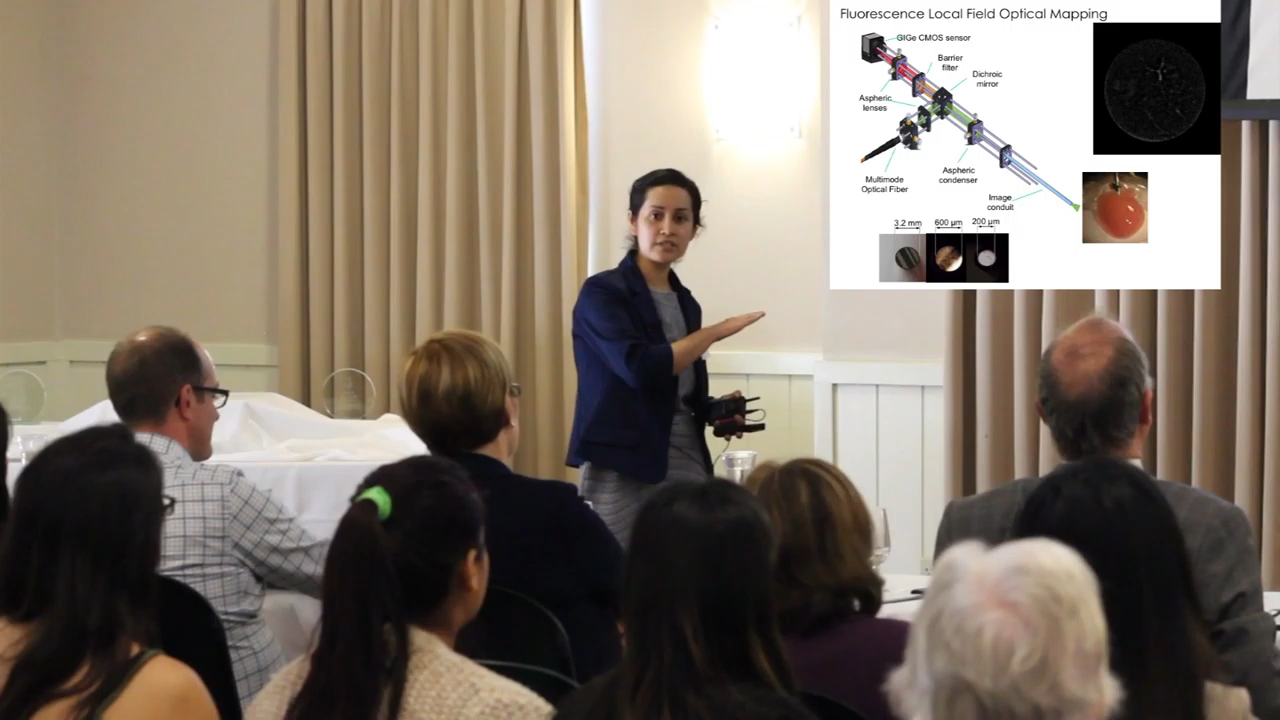 Fluorescence Local Field Optical Mapping
GIGe CMOS sensor
Barrier
filter
Dichroic
mirror
Aspheric
lenses
Multimode
Optical Fiber
Aspheric
condenser
Image
conduit
3.2 mm
600 µm
200 µm